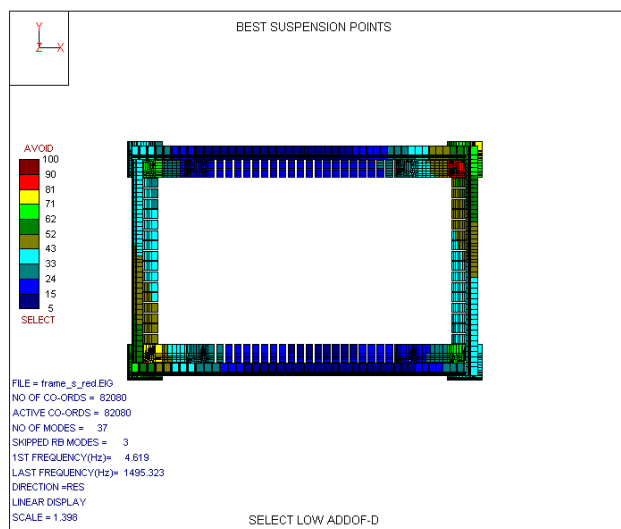 BEST SUSPENSION POINTS
Y
Z X
AVOID
100
90
81
71
62
52
43
33
24
15
5
SELECT
FILE = frame_s_red.EIG
NO OF CO-ORDS = 82080
ACTIVE CO-ORDS = 82080
NO OF MODES = 37
SKIPPED RB MODES = 3
1ST FREQUENCY(Hz)= 4.619
LAST FREQUENCY(Hz)= 1495.323
DIRECTION =RES
LINEAR DISPLAY
SCALE = 1.398
SELECT LOW ADDOF-D